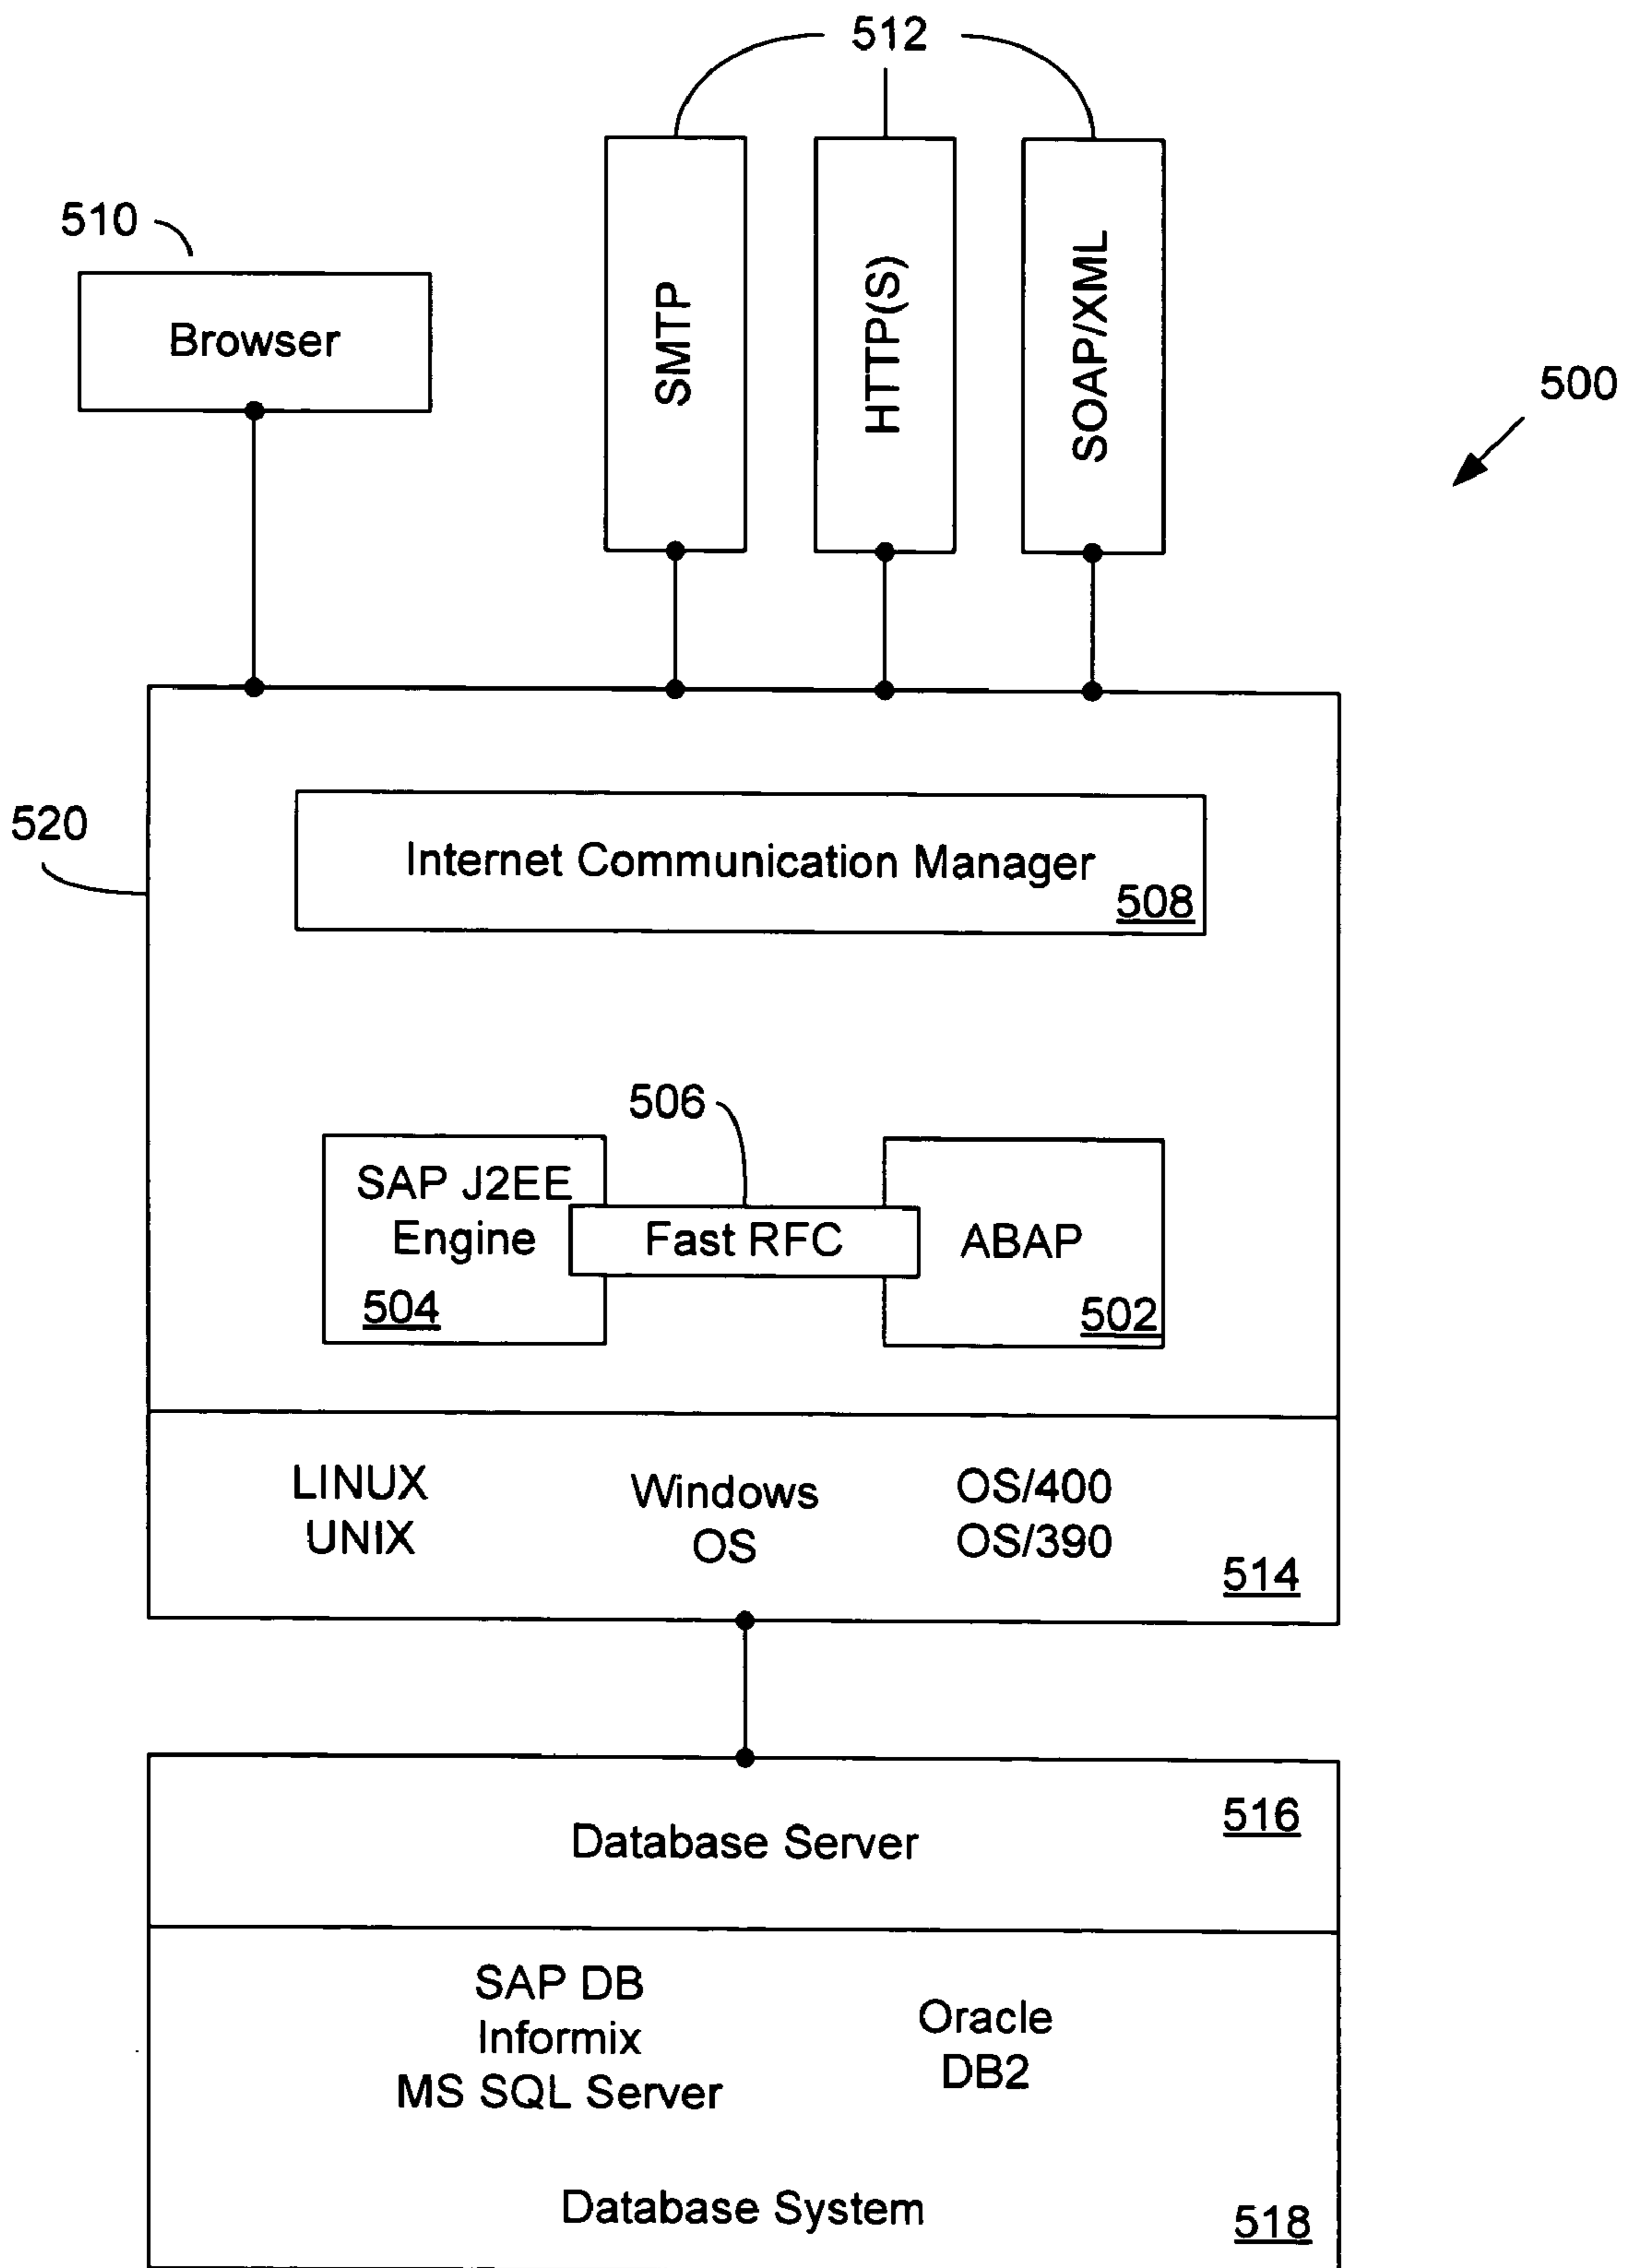 512
510
Browser
SMTP
HTTP(S)
SOAP/XML
500
520
Internet Communication Manager
508
506
SAP J2EE
Engine
504
Fast RFC
ABAP
502
LINUX
UNIX
Windows
OS
OS/400
OS/390
514
516
Database Server
SAP DB
Informix
MS SQL Server
Oracle
DB2
Database System
518